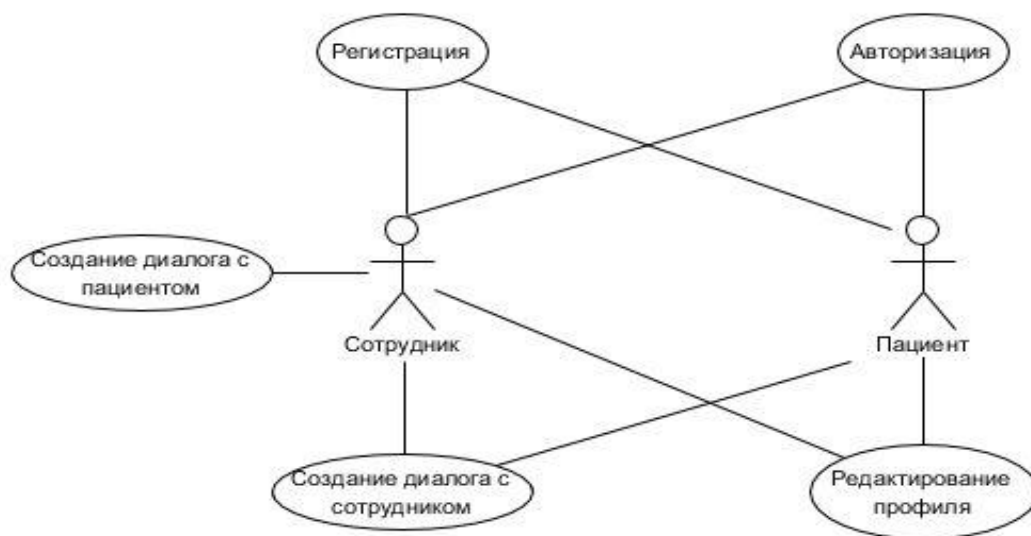 Регистрация
Авторизация
Создание диалога с
пациентом
Сотрудник
Пациент
Создание диалога с
сотрудником
Редактирование
профиля